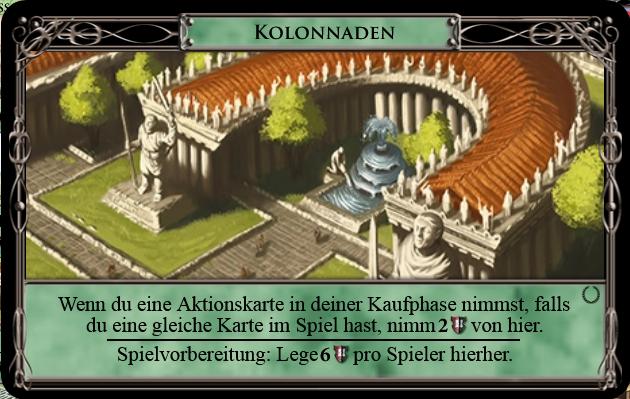 Kolonnaden
Wenn du eine Aktionskarte in deiner Kaufphase nimmst, falls
du eine gleiche Karte im Spiel hast, nimm 2 von hier.
Spielvorbereitung: Lege 6 pro Spieler hierher.